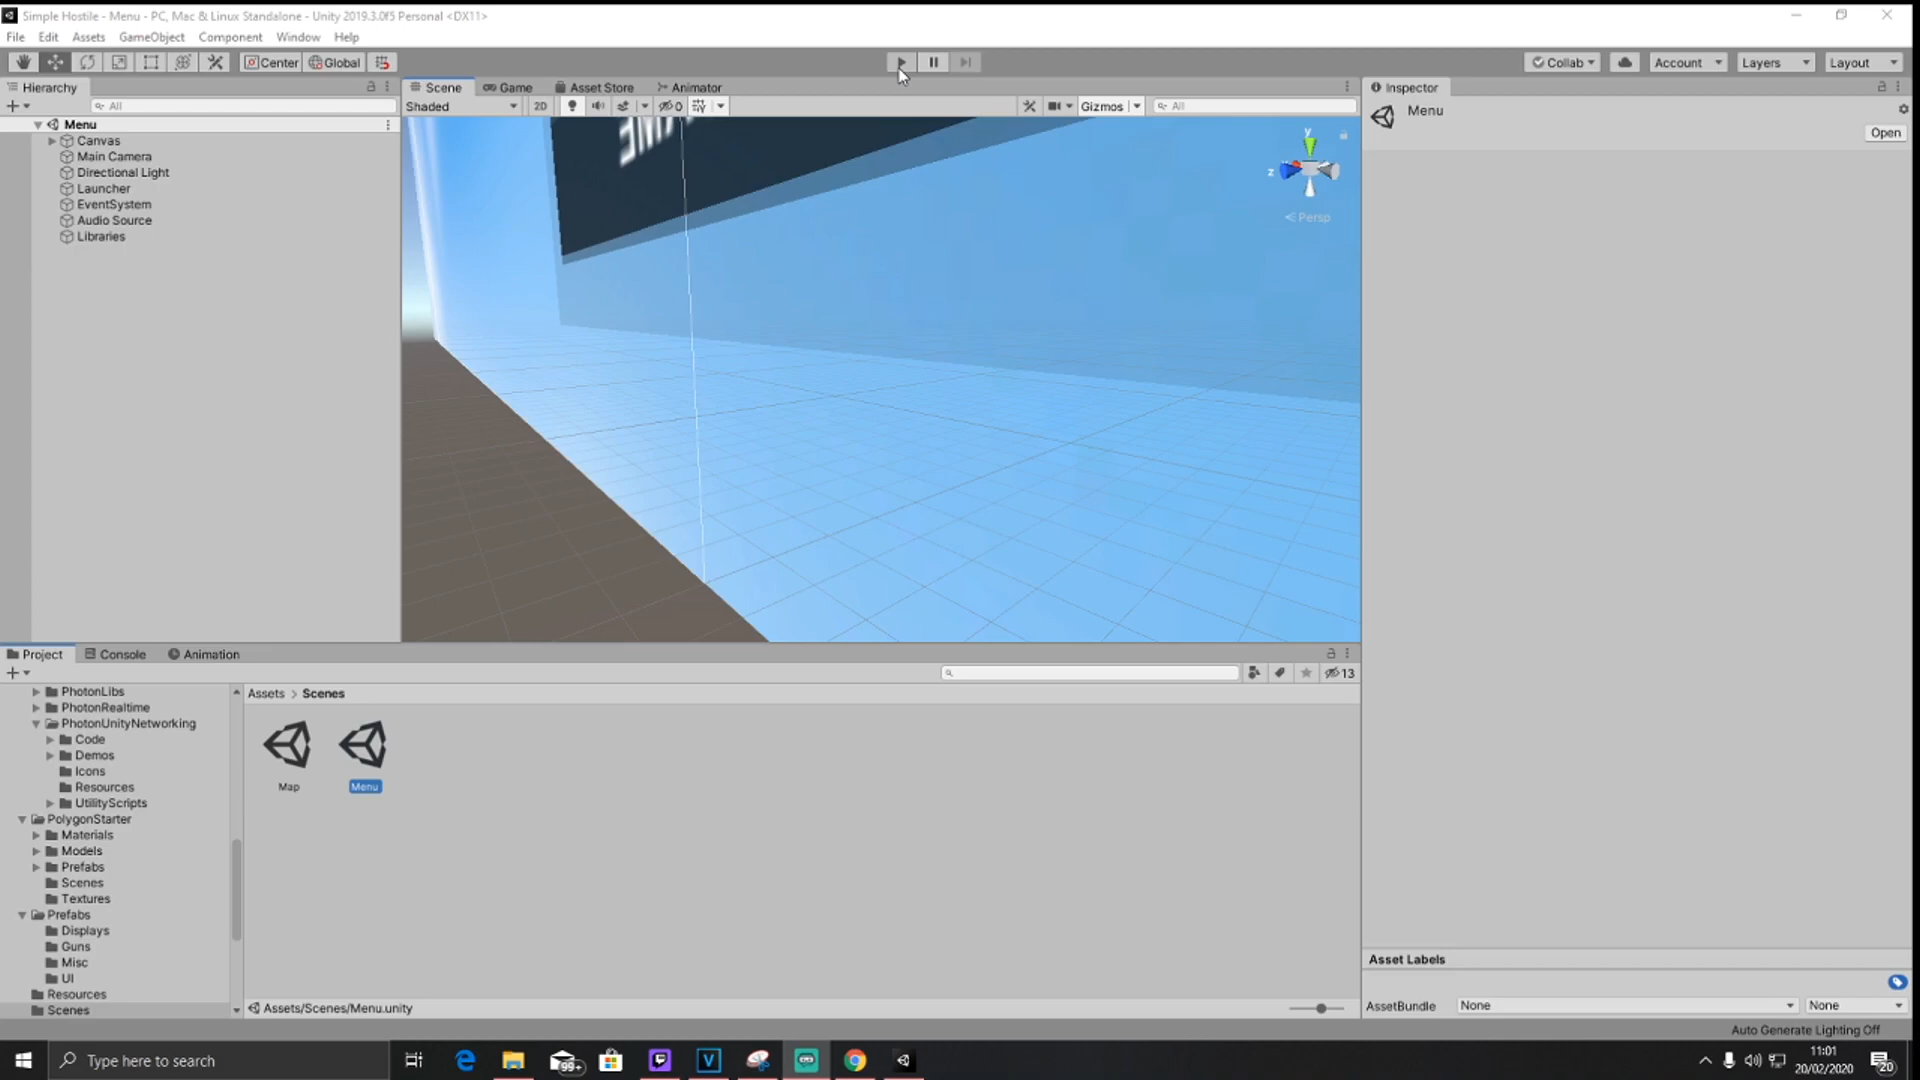 Simple Hostile - Menu - PC, Mac & Linux Standalone - Unity 2019.3.0f5 Personal <DX11>
File Edit Assets GameObject Component Window Help
Center Global Collab Account Layers Layout
Hierarchy Scene Game Asset Store Animator Inspector
All Shaded 2D 0 Gizmos All
Menu
Open
Menu
Canvas
Main Camera
Directional Light
Launcher
EventSystem
Audio Source
Libraries
y
z
Persp
Project Console Animation
13
PhotonLibs
PhotonRealtime
PhotonUnityNetworking
Code
Demos
Icons
Resources
UtilityScripts
PolygonStarter
Materials
Models
Prefabs
Scenes
Textures
Prefabs
Displays
Guns
Misc
UI
Resources
Scenes
Assets > Scenes
Map Menu
Assets/Scenes/Menu.unity
Asset Labels
AssetBundle None None
Auto Generate Lighting Off
Type here to search
99+
V
11:01
20/02/2020
20